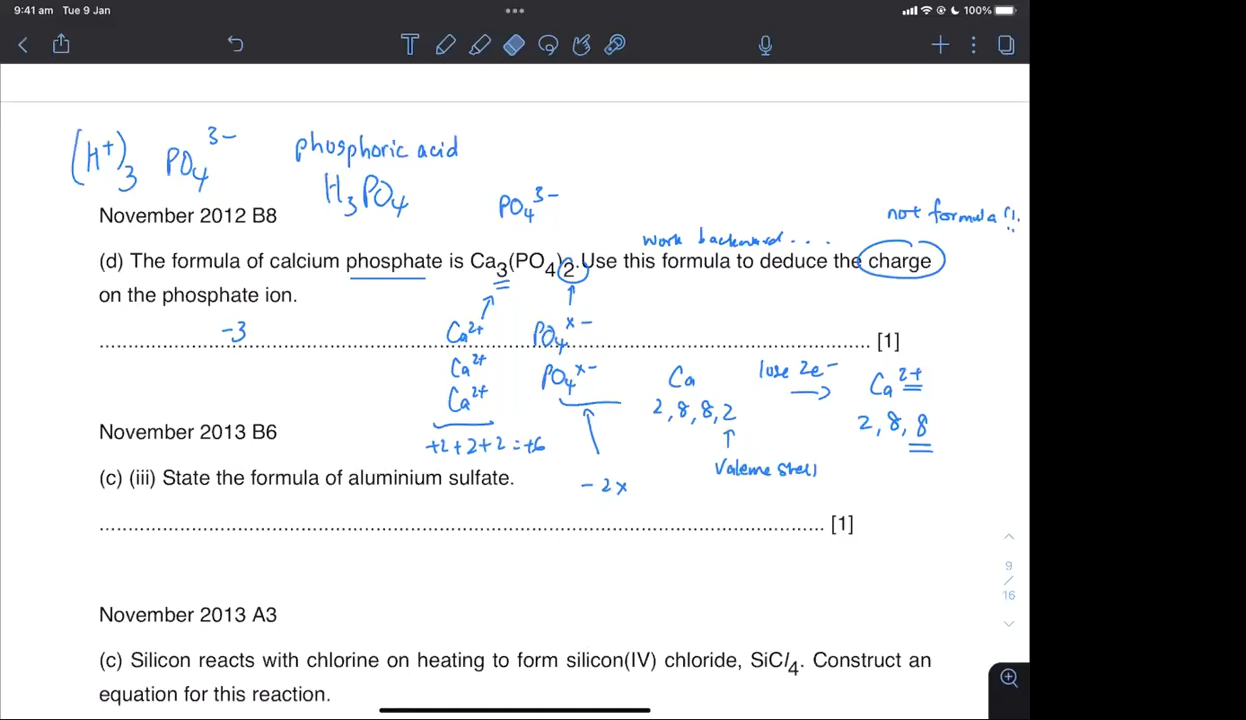 9:41 am Tue 9 Jan
100%
(H⁺)₃ PO₄³⁻ phosphoric acid
H₃PO₄
PO₄³⁻
November 2012 B8
not formula !!
work backward....
(d) The formula of calcium phosphate is Ca₃(PO₄)₂. Use this formula to deduce the charge
on the phosphate ion.
-3
Ca²⁺ PO₄ˣ⁻
[1]
Ca²⁺ PO₄ˣ⁻ Ca lose 2e⁻ Ca²⁺
Ca²⁺ 2, 8, 8, 2 2, 8, 8
November 2013 B6
+2+2+2=+6
valence shell
(c) (iii) State the formula of aluminium sulfate.
-2x
[1]
9
/
16
November 2013 A3
(c) Silicon reacts with chlorine on heating to form silicon(IV) chloride, SiCl₄. Construct an
equation for this reaction.